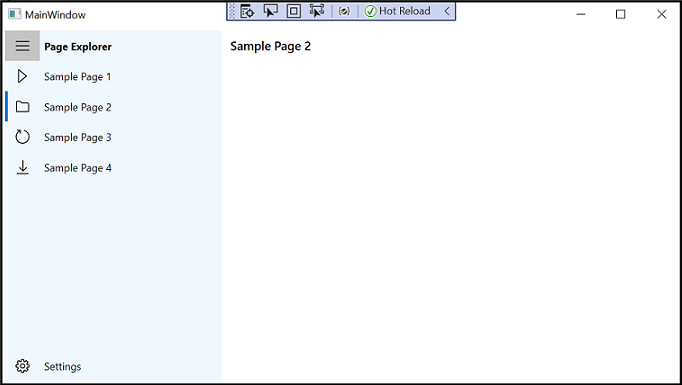 MainWindow
Hot Reload
Page Explorer
Sample Page 1
Sample Page 2
Sample Page 3
Sample Page 4
Settings
Sample Page 2